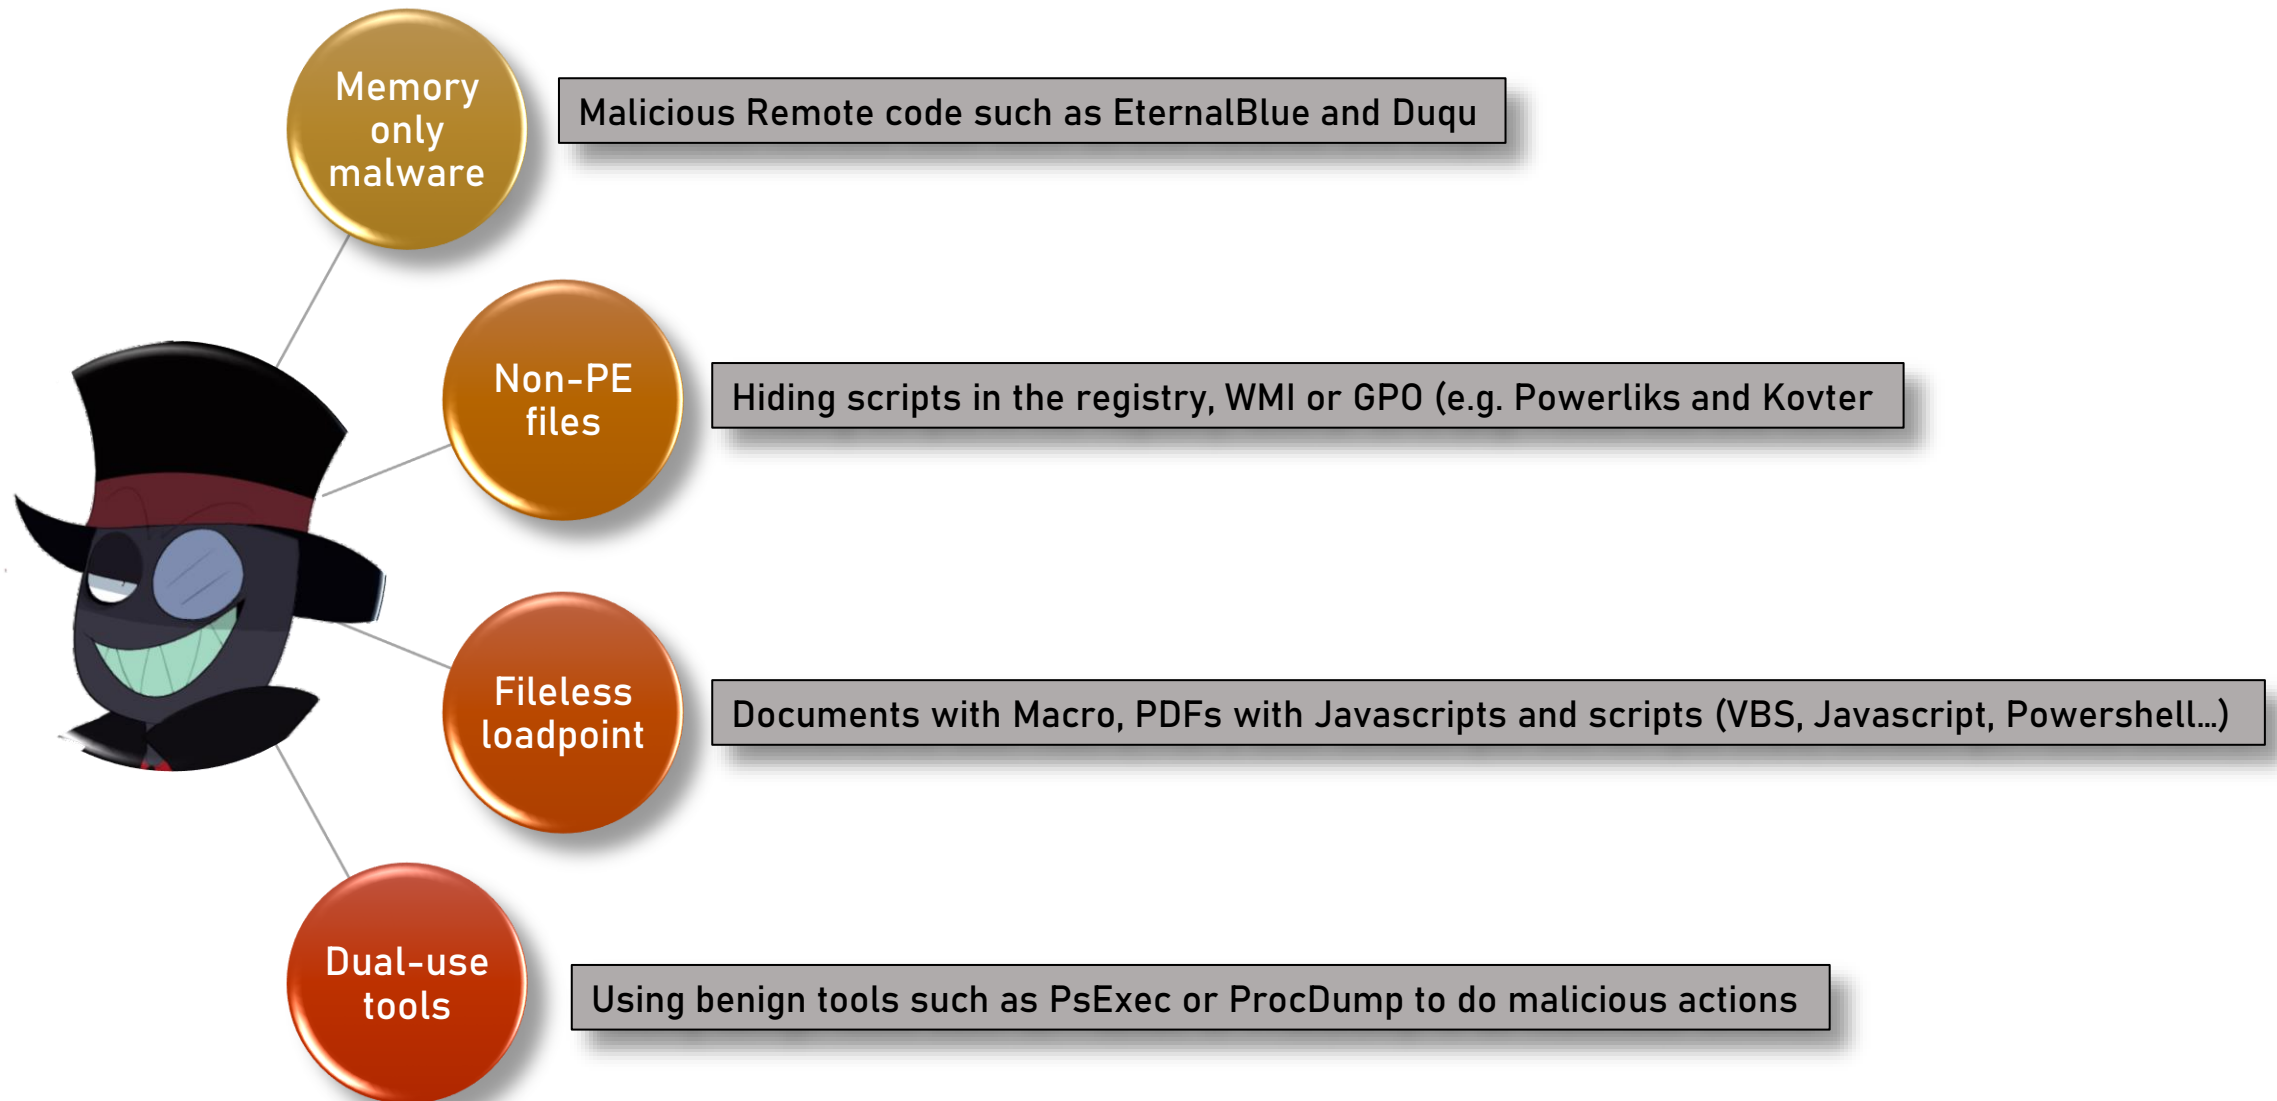 Memory
only
malware
Malicious Remote code such as EternalBlue and Duqu
Non-PE
files
Hiding scripts in the registry, WMI or GPO (e.g. Powerliks and Kovter
Fileless
loadpoint
Documents with Macro, PDFs with Javascripts and scripts (VBS, Javascript, Powershell…)
Dual-use
tools
Using benign tools such as PsExec or ProcDump to do malicious actions